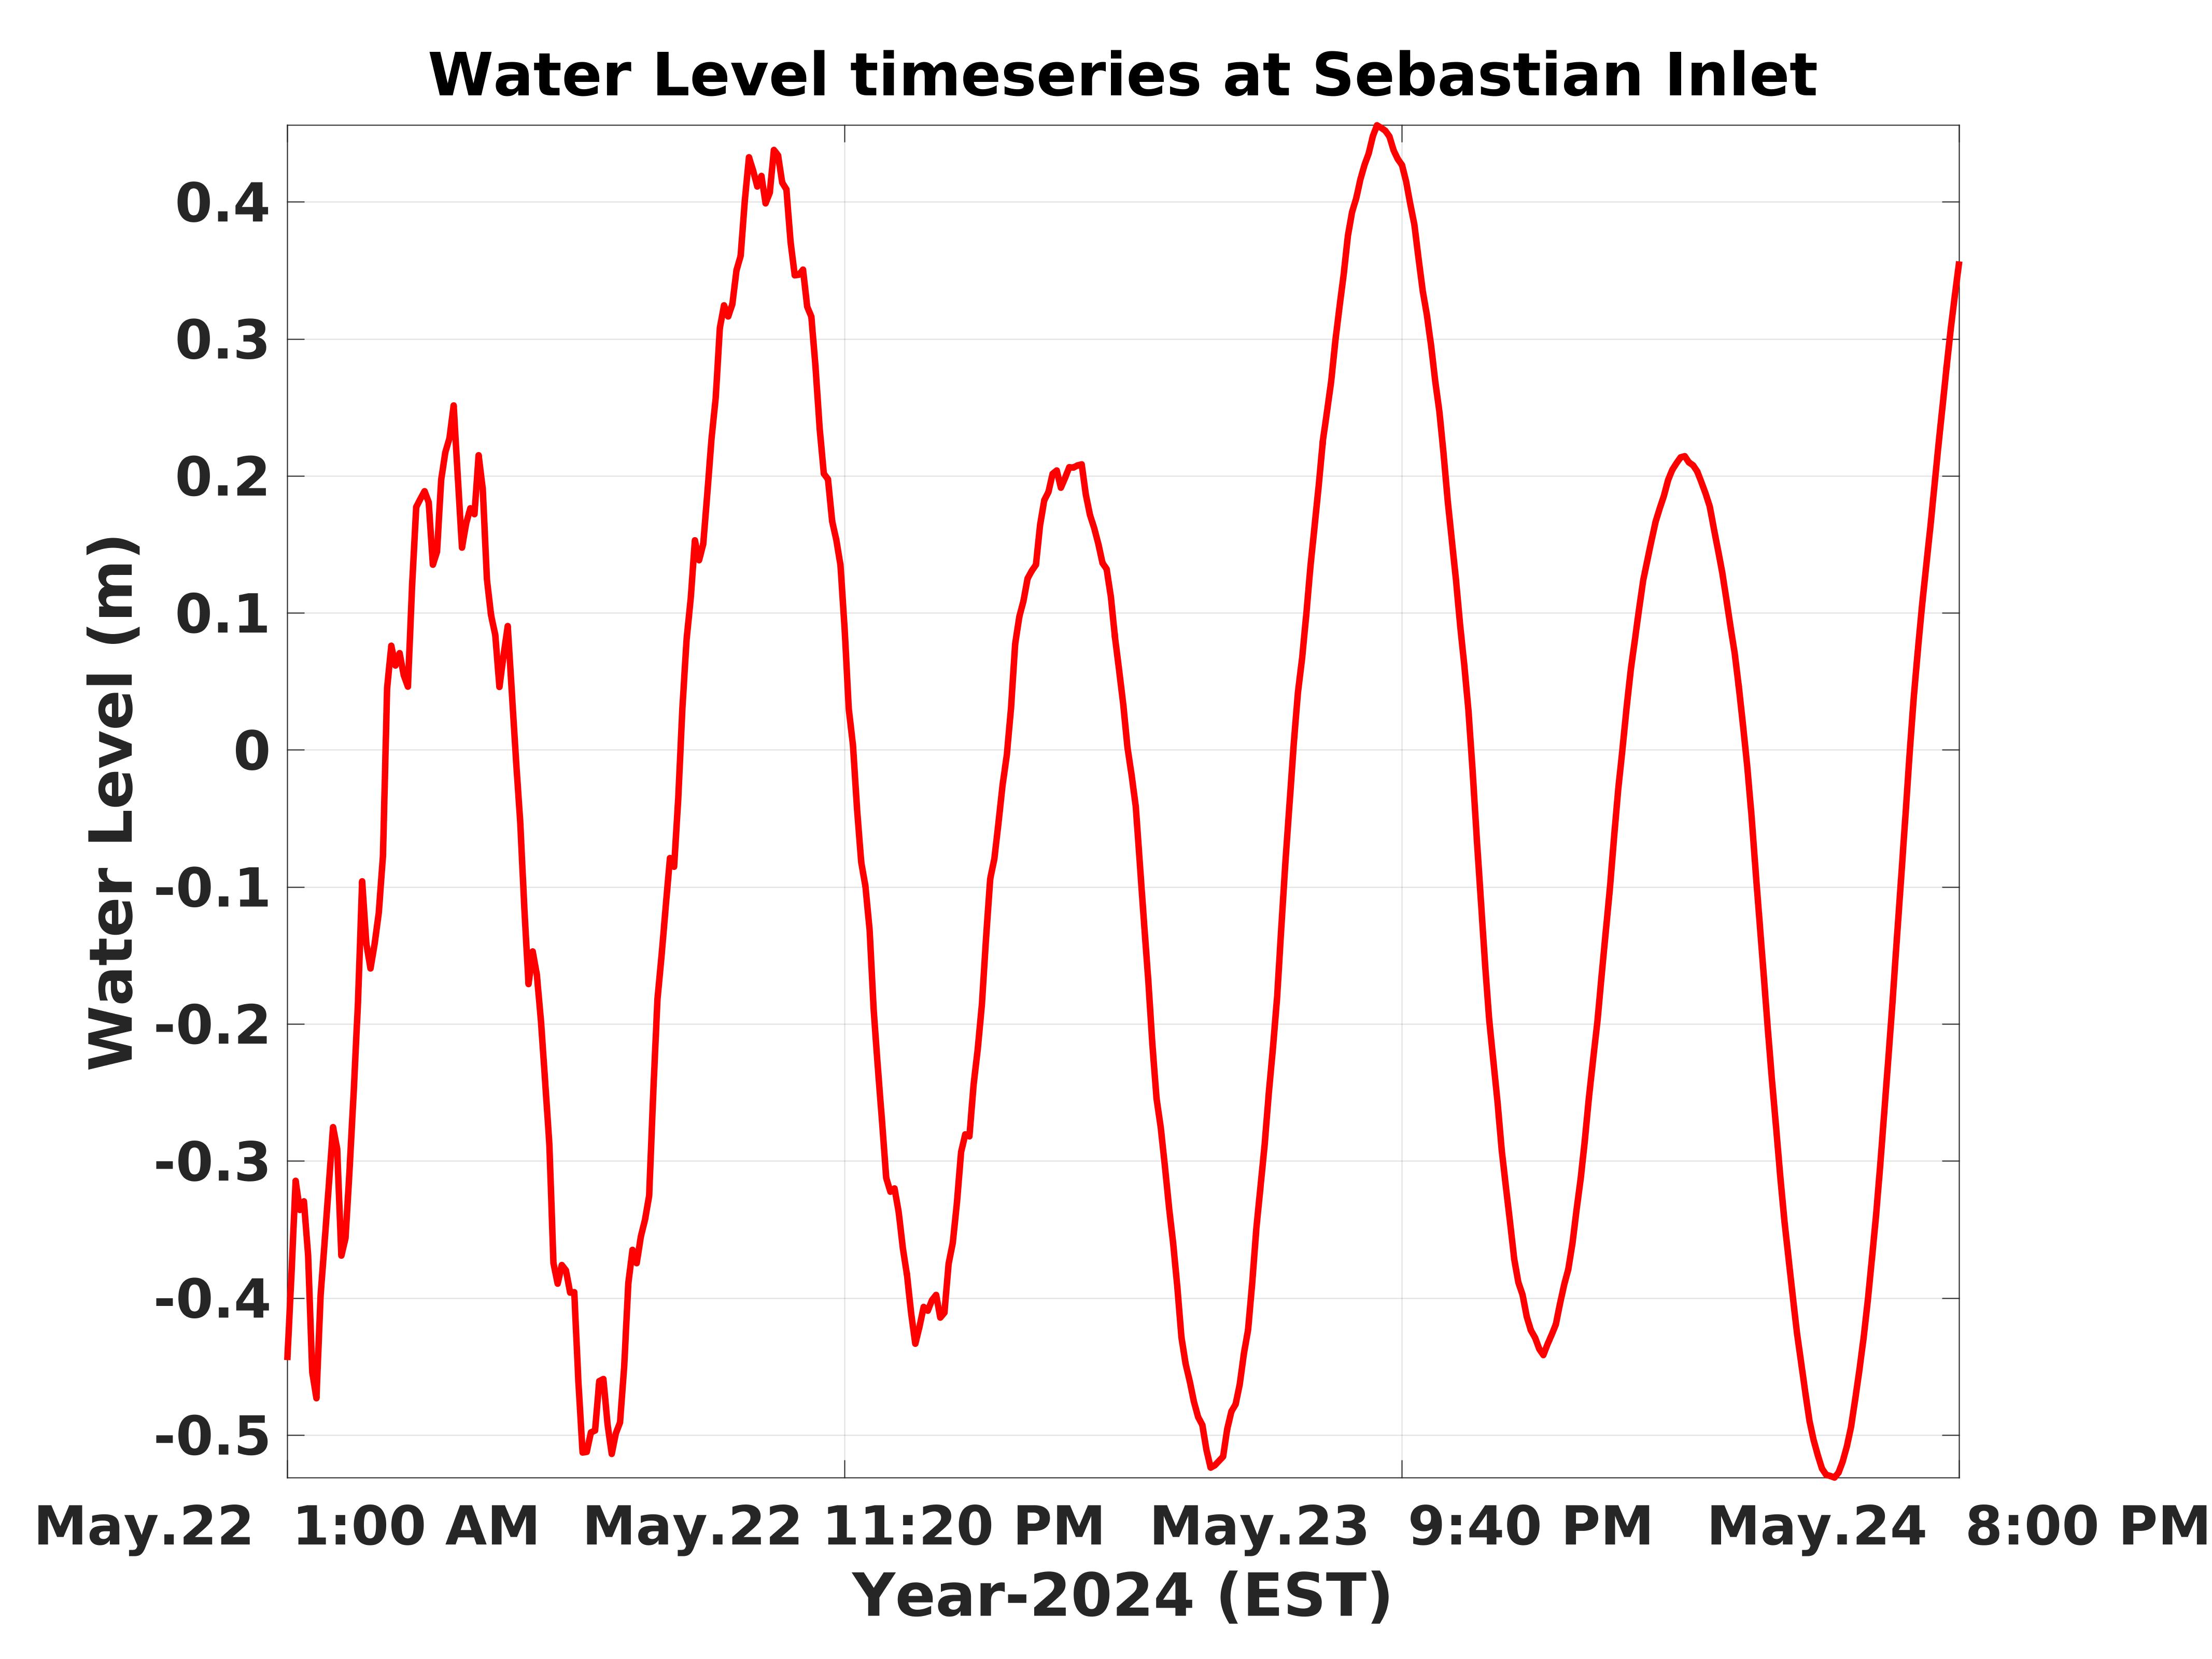 Water Level timeseries at Sebastian Inlet
Water Level (m)
0.4
0.3
0.2
0.1
0
-0.1
-0.2
-0.3
-0.4
-0.5
May.22 1:00 AM May.22 11:20 PM May.23 9:40 PM May.24 8:00 PM
Year-2024 (EST)